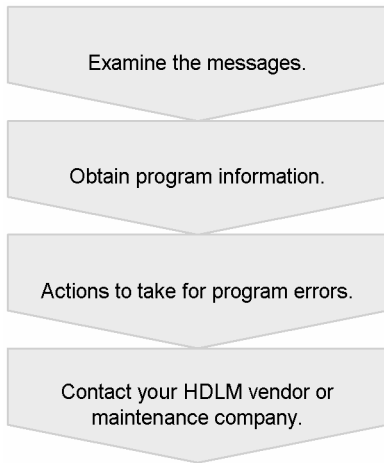 Examine the messages.
Obtain program information.
Actions to take for program errors.
Contact your HDLM vendor or
maintenance company.